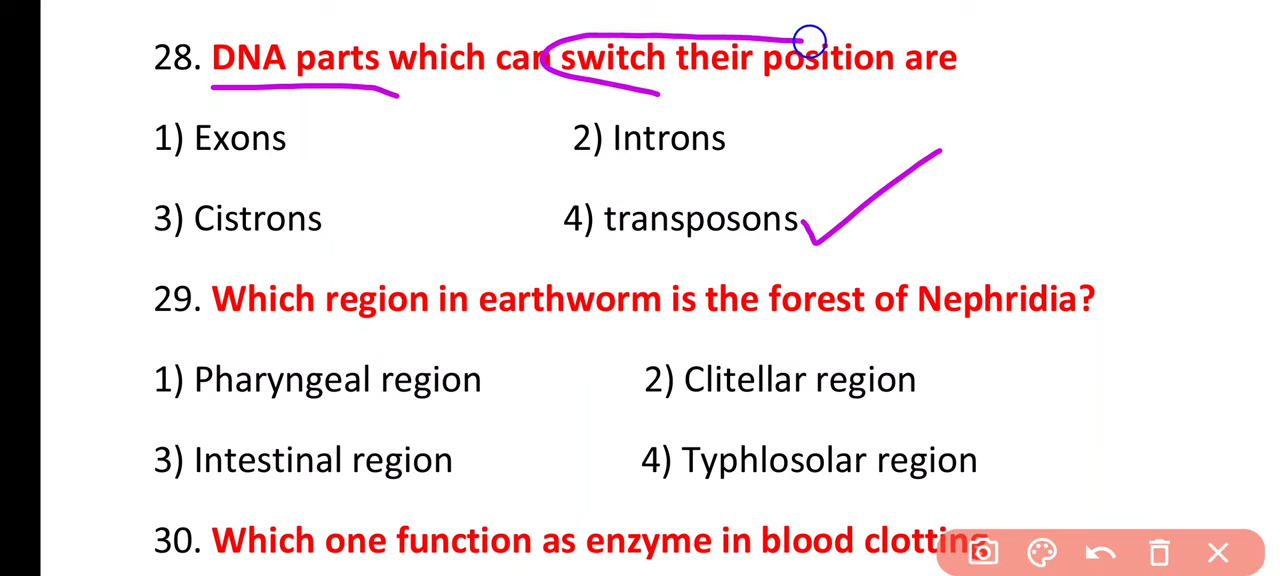 28. DNA parts which can switch their position are
1) Exons 2) Introns
3) Cistrons 4) transposons
29. Which region in earthworm is the forest of Nephridia?
1) Pharyngeal region 2) Clitellar region
3) Intestinal region 4) Typhlosolar region
30. Which one function as enzyme in blood clotting